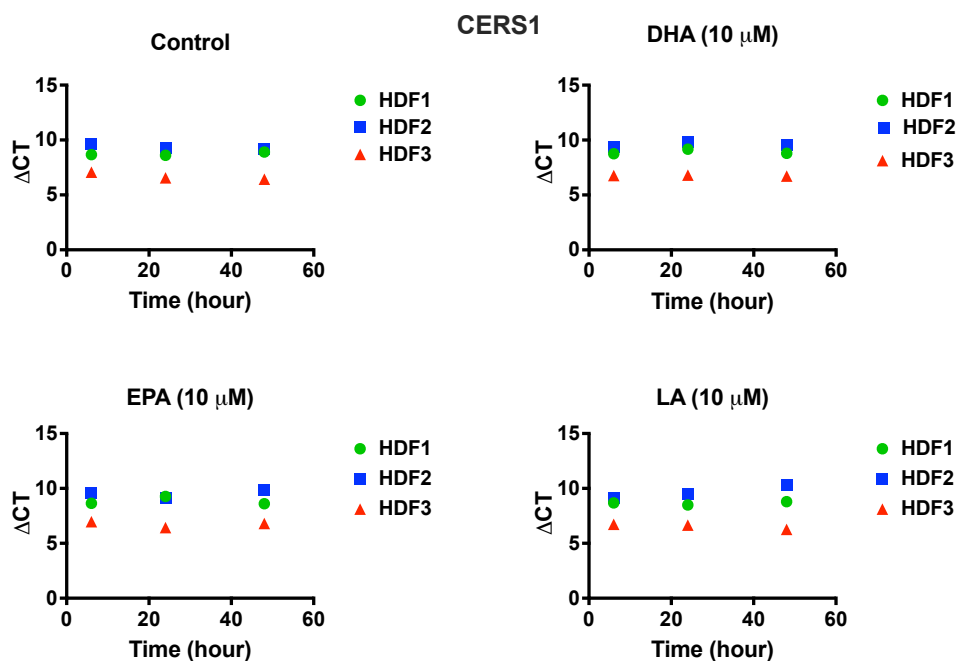 CERS1
Control
ΔCT
15
10
5
0
0 20 40 60
Time (hour)
HDF1
HDF2
HDF3
DHA (10 μM)
ΔCT
15
10
5
0
0 20 40 60
Time (hour)
HDF1
HDF2
HDF3
EPA (10 μM)
ΔCT
15
10
5
0
0 20 40 60
Time (hour)
HDF1
HDF2
HDF3
LA (10 μM)
ΔCT
15
10
5
0
0 20 40 60
Time (hour)
HDF1
HDF2
HDF3